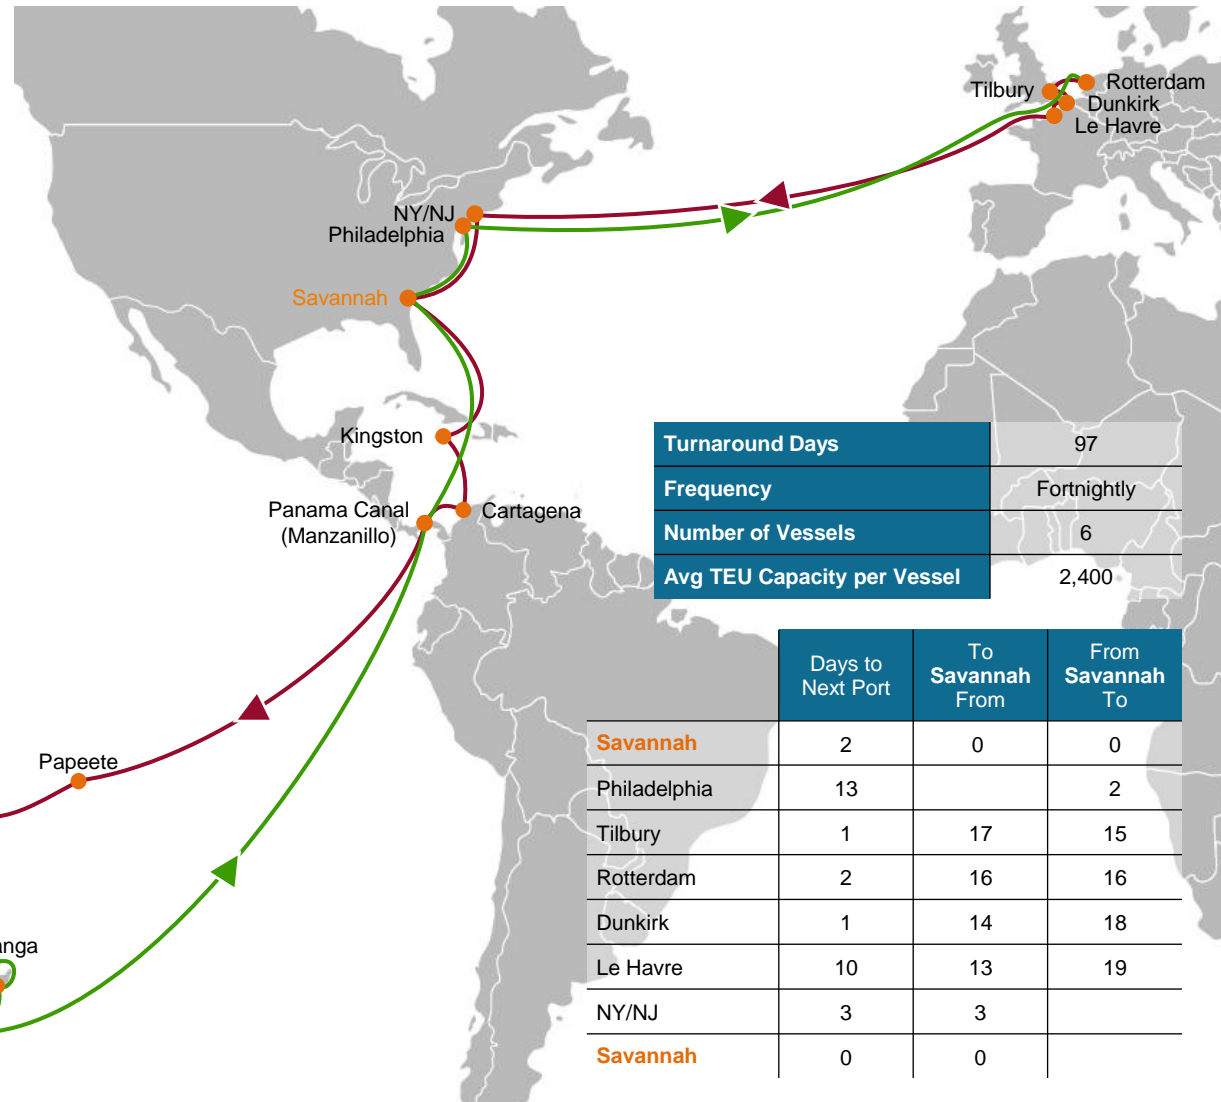 Tilbury
Rotterdam
Dunkirk
Le Havre
NY/NJ
Philadelphia
Savannah
Kingston
Panama Canal
(Manzanillo)
Cartagena
Papeete
anga
Turnaround Days 97
Frequency Fortnightly
Number of Vessels 6
Avg TEU Capacity per Vessel 2,400
Days to
Next Port
To
Savannah
From
From
Savannah
To
Savannah 2 0 0
Philadelphia 13 2
Tilbury 1 17 15
Rotterdam 2 16 16
Dunkirk 1 14 18
Le Havre 10 13 19
NY/NJ 3 3
Savannah 0 0